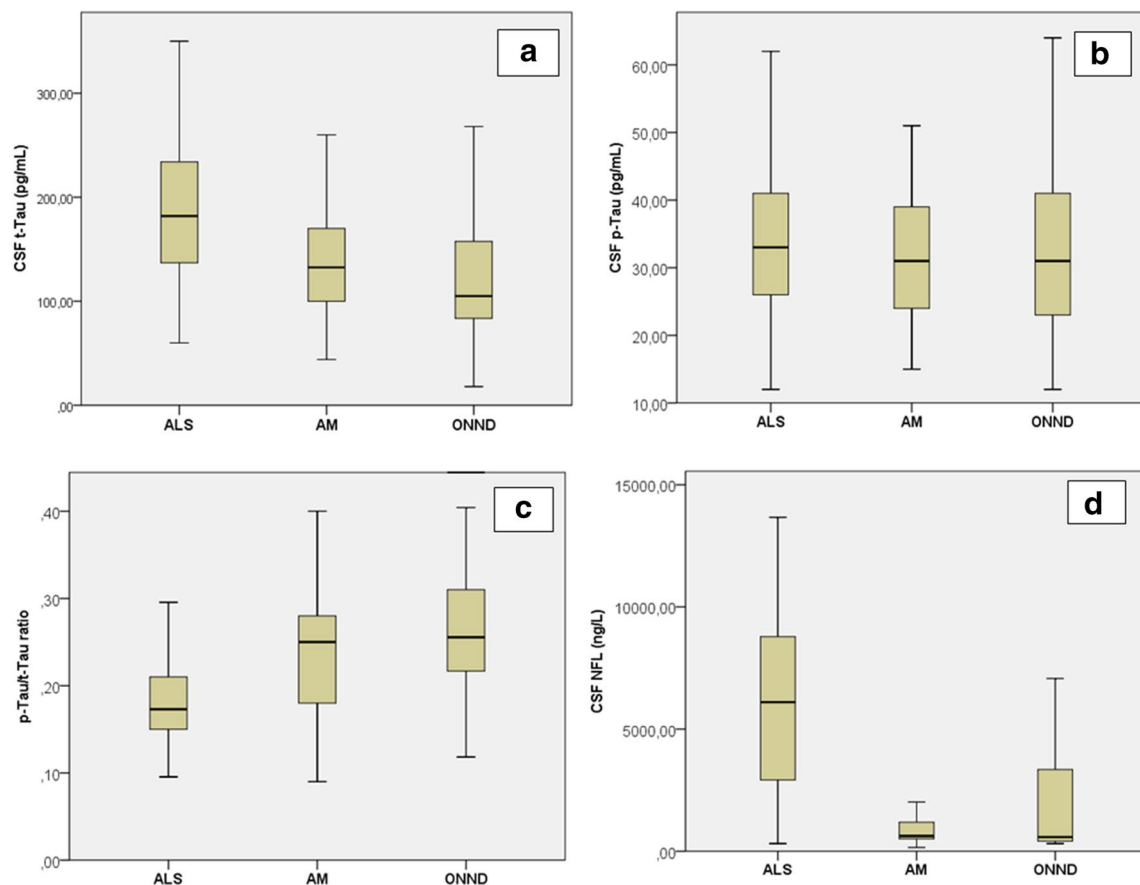 a
CSF t-Tau (pg/mL)
300,00
200,00
100,00
,00
ALS AM ONND
b
CSF p-Tau (pg/mL)
60,00
50,00
40,00
30,00
20,00
10,00
ALS AM ONND
c
p-Tau/t-Tau ratio
,40
,30
,20
,10
,00
ALS AM ONND
d
CSF NFL (ng/L)
15000,00
10000,00
5000,00
,00
ALS AM ONND